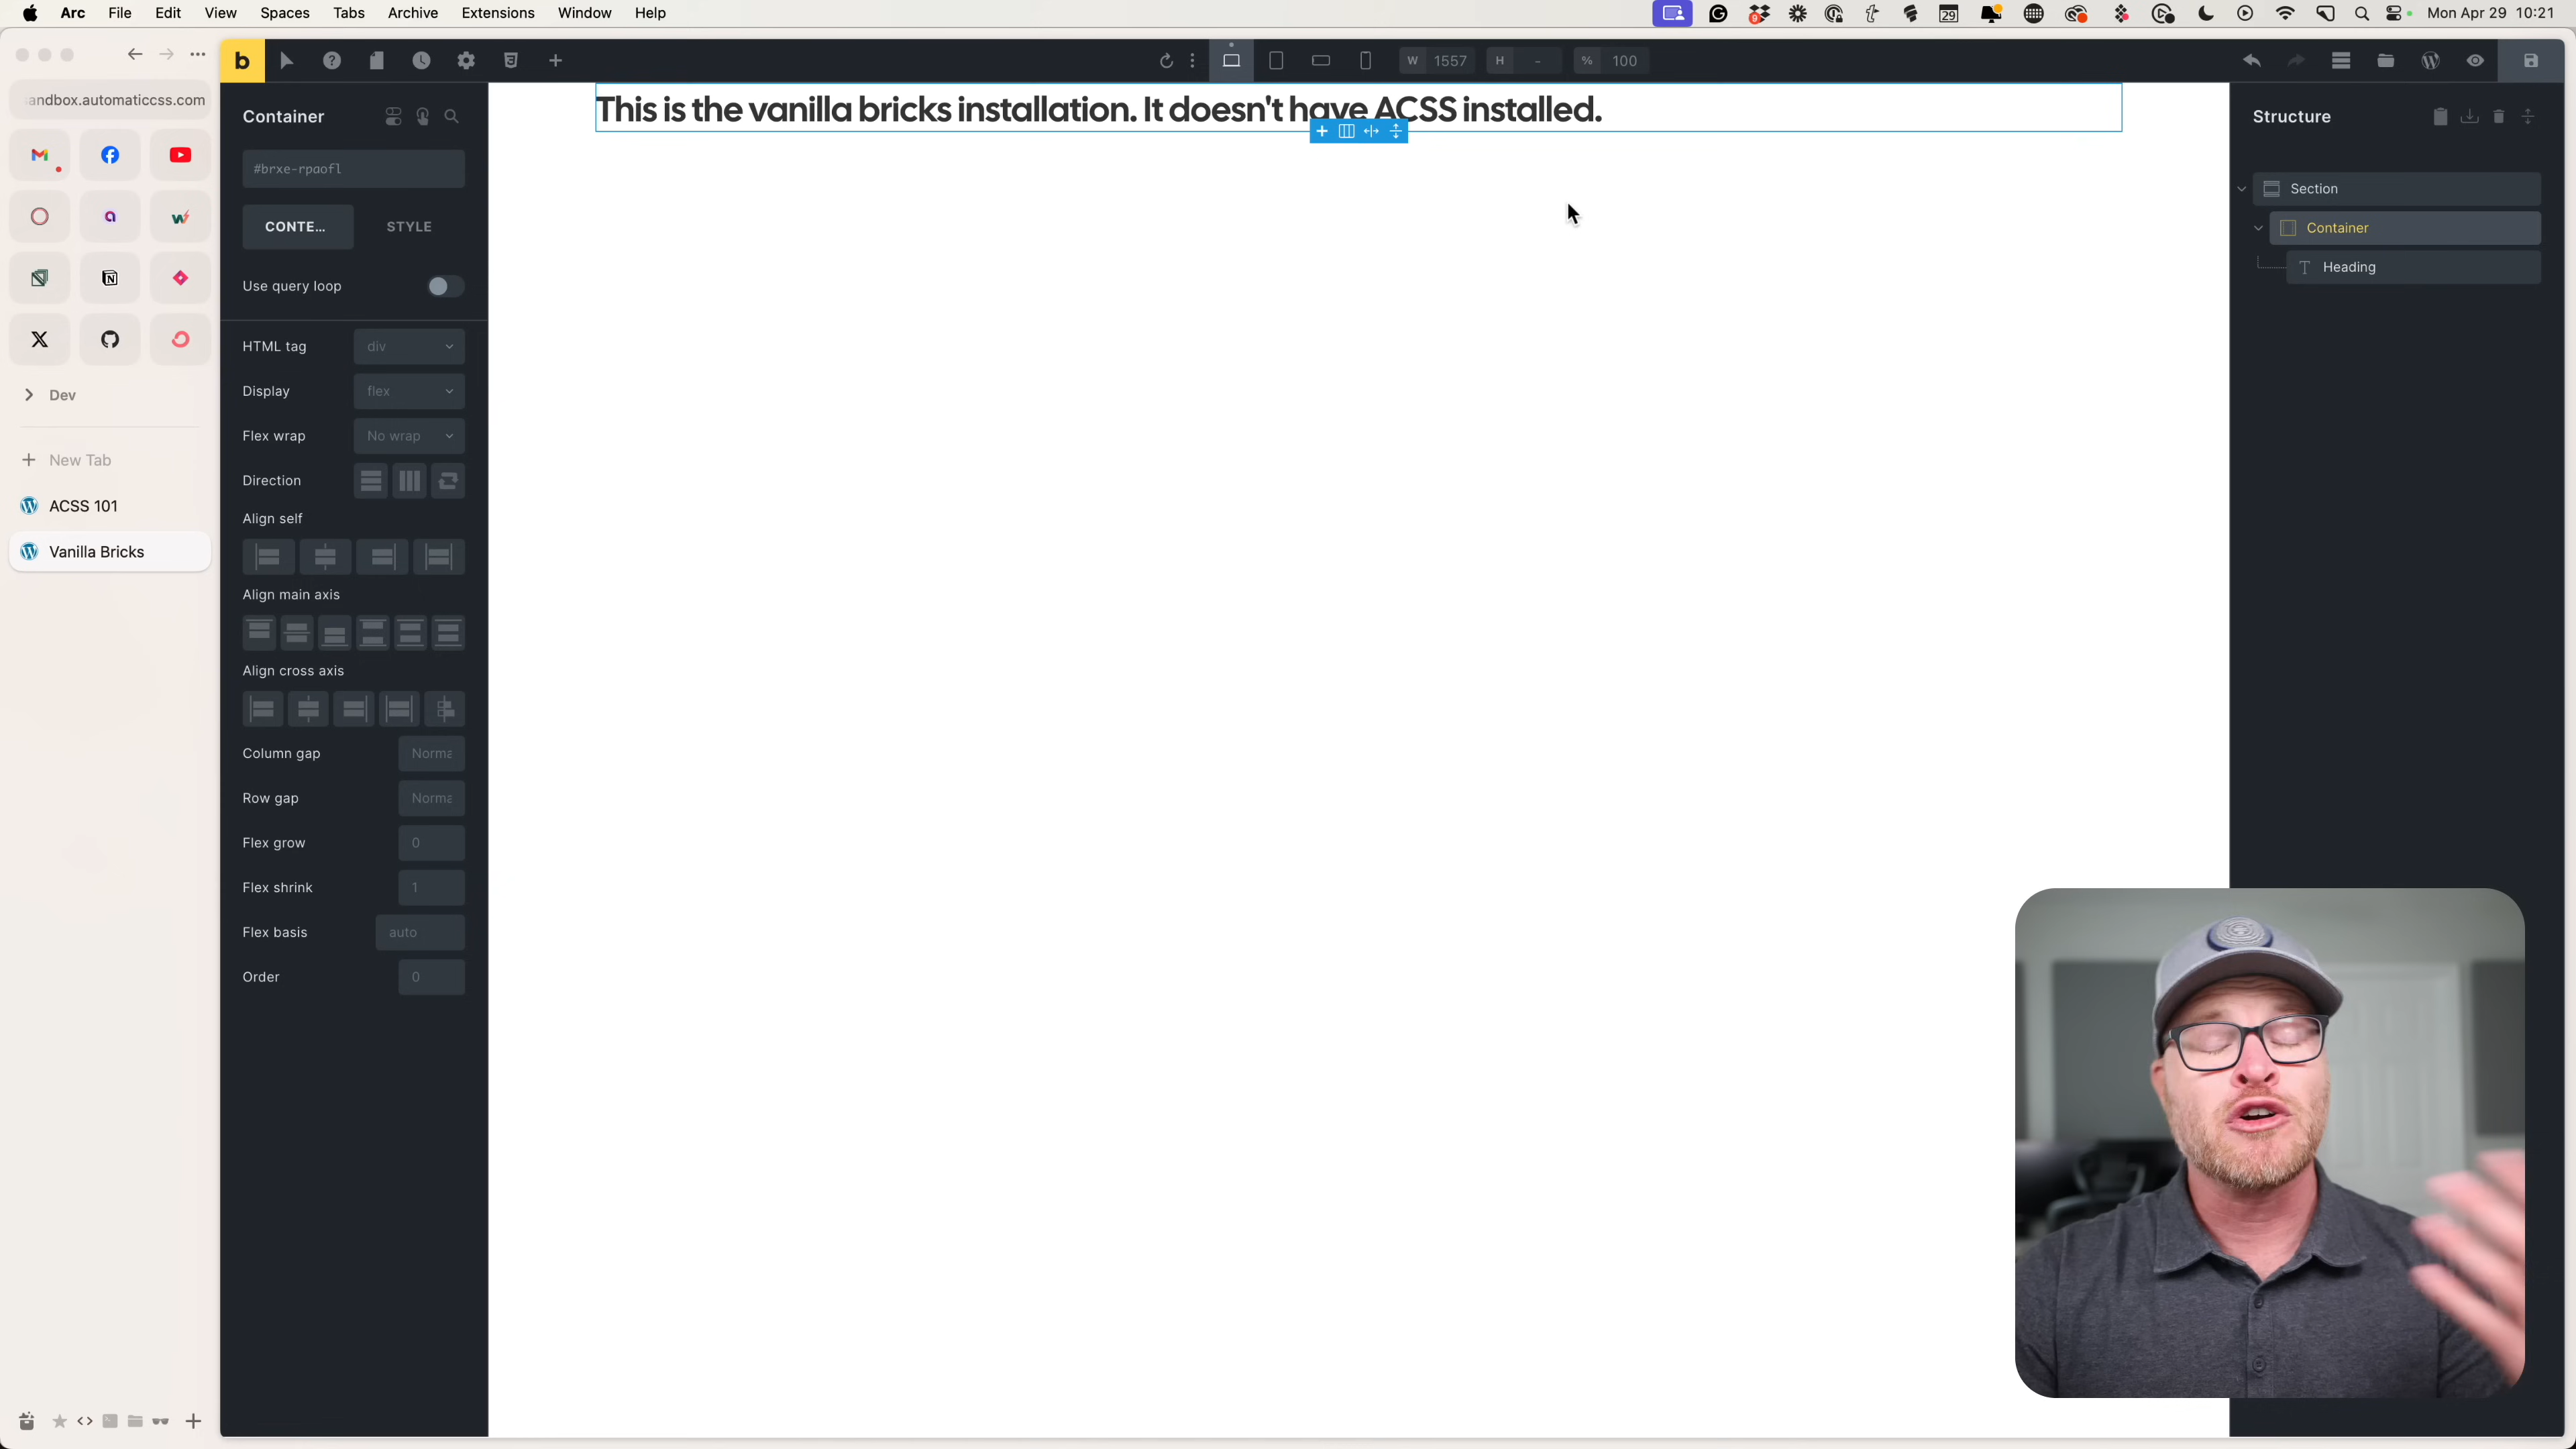 Arc File Edit View Spaces Tabs Archive Extensions Window Help
9
29
Mon Apr 29 10:21
b
W 1557 H - % 100
andbox.automaticcss.com
Dev
New Tab
ACSS 101
Vanilla Bricks
Container
#brxe-rpaofl
CONTE... STYLE
Use query loop
HTML tag div
Display flex
Flex wrap No wrap
Direction
Align self
Align main axis
Align cross axis
Column gap Norma
Row gap Norma
Flex grow 0
Flex shrink 1
Flex basis auto
Order 0
This is the vanilla bricks installation. It doesn't have ACSS installed.
Structure
Section
Container
Heading